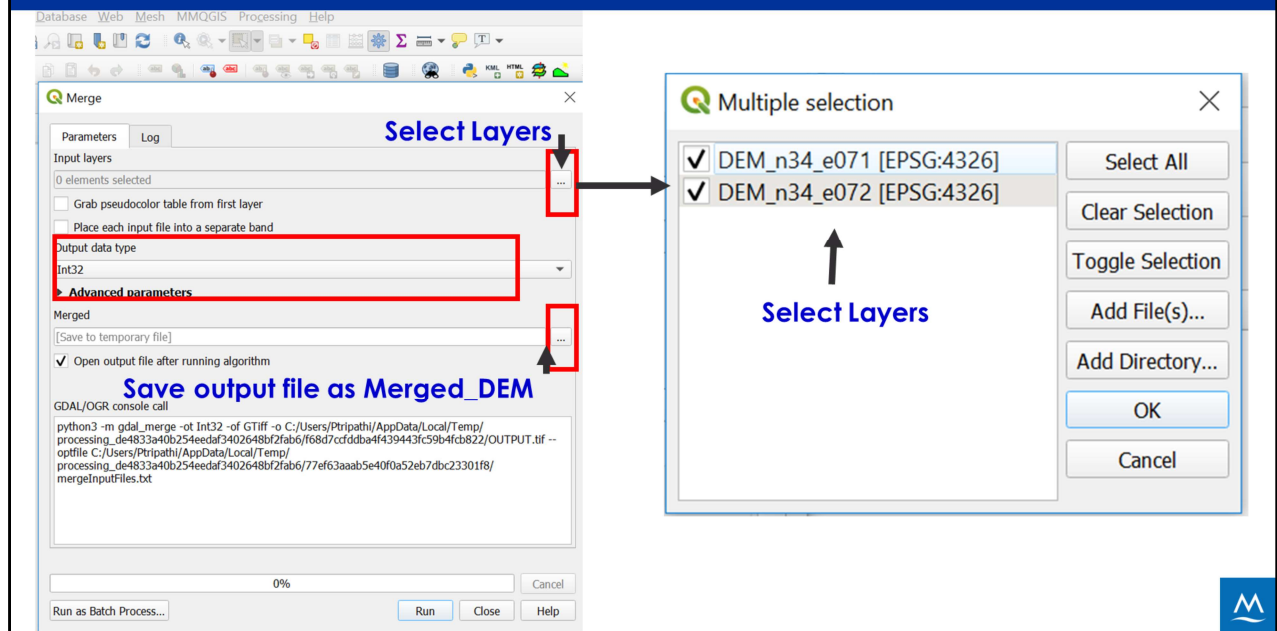 Database Web Mesh MMQGIS Processing Help
Merge
Parameters Log
Select Layers
Input layers
0 elements selected
...
Grab pseudocolor table from first layer
Place each input file into a separate band
Output data type
Int32
Advanced parameters
Merged
[Save to temporary file]
...
Open output file after running algorithm
Save output file as Merged_DEM
GDAL/OGR console call
python3 -m gdal_merge -ot Int32 -of GTiff -o C:/Users/Ptripathi/AppData/Local/Temp/
processing_de4833a40b254eedaf3402648bf2fab6/f68d7ccfddba4f439443fc59b4fcb822/OUTPUT.tif --
optfile C:/Users/Ptripathi/AppData/Local/Temp/
processing_de4833a40b254eedaf3402648bf2fab6/77ef63aaab5e40f0a52eb7dbc23301f8/
mergeInputFiles.txt
0%
Cancel
Run as Batch Process...
Run Close Help
Multiple selection
DEM_n34_e071 [EPSG:4326]
DEM_n34_e072 [EPSG:4326]
Select Layers
Select All
Clear Selection
Toggle Selection
Add File(s)...
Add Directory...
OK
Cancel